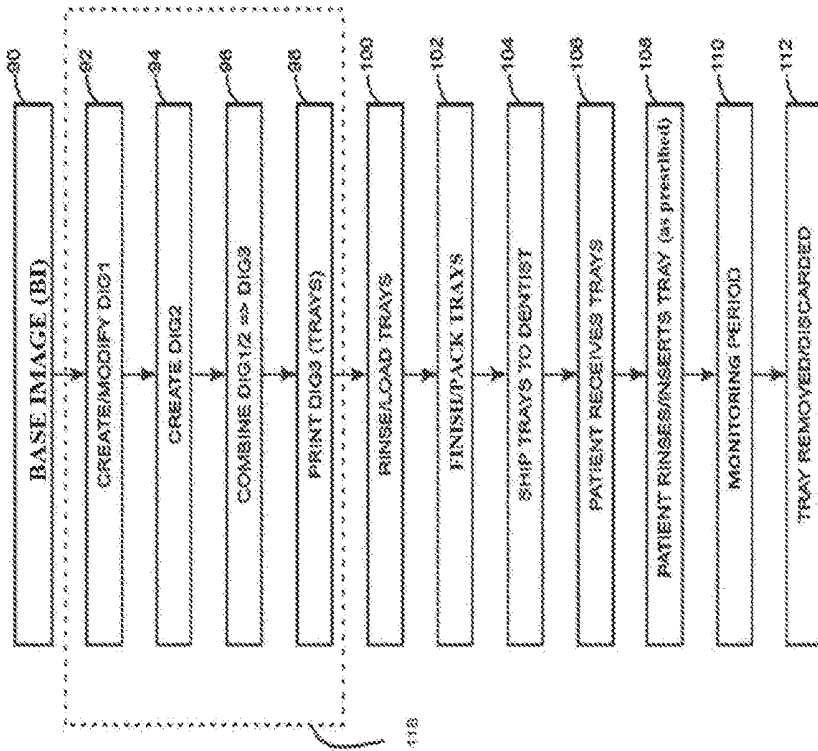 BASE IMAGE (BI)
90
CREATE/MODIFY DIG1
92
CREATE DIG2
94
COMBINE DIG1/2 => DIG3
96
PRINT DIG3 (TRAYS)
98
RINSE/LOAD TRAYS
100
FINISH/PACK TRAYS
102
SHIP TRAYS TO DENTIST
104
PATIENT RECEIVES TRAYS
106
PATIENT RINSES/INSERTS TRAY (as prescribed)
108
MONITORING PERIOD
110
TRAY REMOVED/DISCARDED
112
118